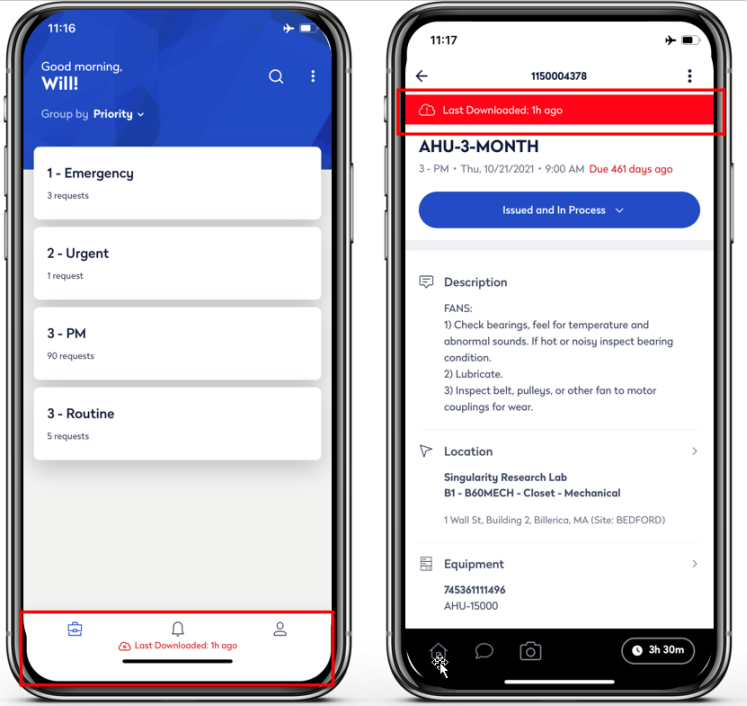 11:16
Good morning,
Will!
Group by Priority
1 - Emergency
3 requests
2 - Urgent
1 request
3 - PM
90 requests
3 - Routine
5 requests
Last Downloaded: 1h ago
11:17
1150004378
Last Downloaded: 1h ago
AHU-3-MONTH
3 - PM • Thu, 10/21/2021 • 9:00 AM Due 461 days ago
Issued and In Process
Description
FANS:
1) Check bearings, feel for temperature and
abnormal sounds. If hot or noisy inspect bearing
condition.
2) Lubricate.
3) Inspect belt, pulleys, or other fan to motor
couplings for wear.
Location
Singularity Research Lab
B1 - B60MECH - Closet - Mechanical
1 Wall St, Building 2, Billerica, MA (Site: BEDFORD)
Equipment
745361111496
AHU-15000
3h 30m